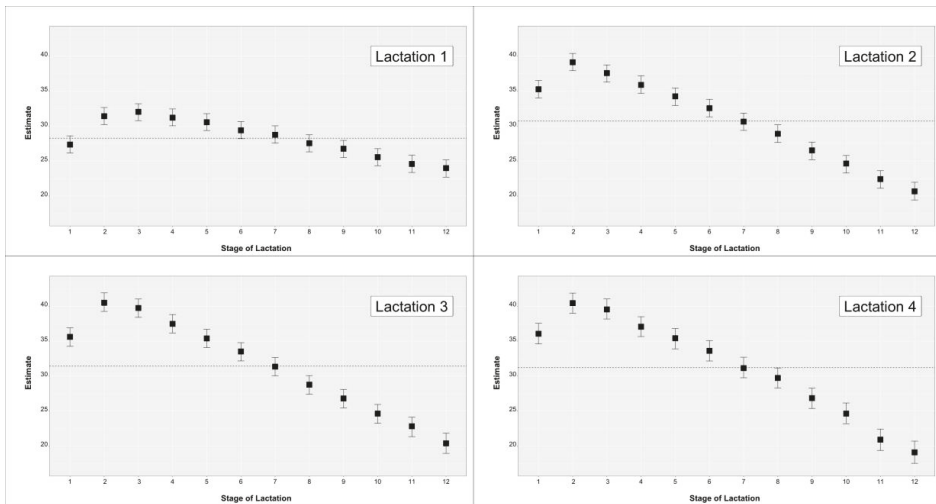 Lactation 1
40
35
30
25
20
Estimate
1 2 3 4 5 6 7 8 9 10 11 12
Stage of Lactation
Lactation 2
40
35
30
25
20
Estimate
1 2 3 4 5 6 7 8 9 10 11 12
Stage of Lactation
Lactation 3
40
35
30
25
20
Estimate
1 2 3 4 5 6 7 8 9 10 11 12
Stage of Lactation
Lactation 4
40
35
30
25
20
Estimate
1 2 3 4 5 6 7 8 9 10 11 12
Stage of Lactation